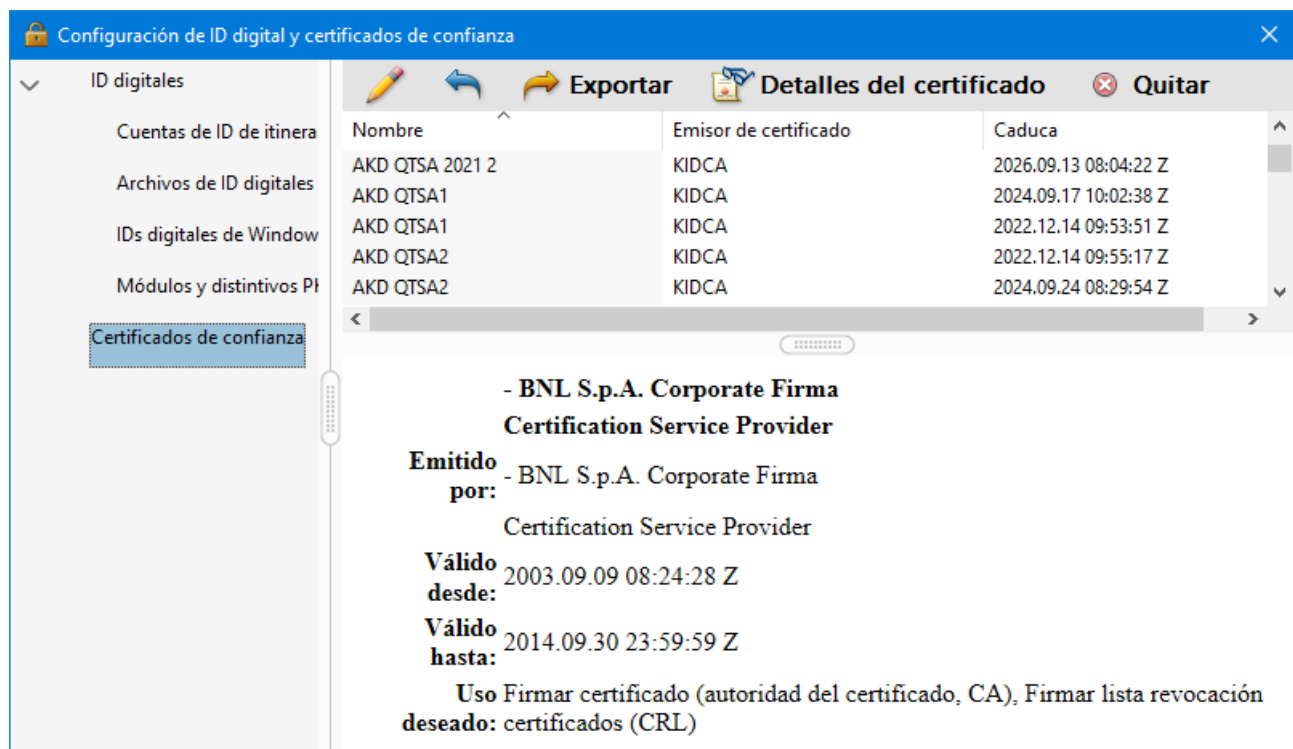 Configuración de ID digital y certificados de confianza
ID digitales
Cuentas de ID de itinera
Archivos de ID digitales
IDs digitales de Window
Módulos y distintivos
Certificados de confianza
Exportar Detalles del certificado Quitar
Nombre Emisor de certificado Caduca
AKD QTSA 2021 2 KIDCA 2026.09.13 08:04:22 Z
AKD QTSA1 KIDCA 2024.09.17 10:02:38 Z
AKD QTSA1 KIDCA 2022.12.14 09:53:51 Z
AKD QTSA2 KIDCA 2022.12.14 09:55:17 Z
AKD QTSA2 KIDCA 2024.09.24 08:29:54 Z
- BNL S.p.A. Corporate Firma
Certification Service Provider
Emitido
por: - BNL S.p.A. Corporate Firma
Certification Service Provider
Válido
desde: 2003.09.09 08:24:28 Z
Válido
hasta: 2014.09.30 23:59:59 Z
Uso Firmar certificado (autoridad del certificado, CA), Firmar lista revocación
deseado: certificados (CRL)